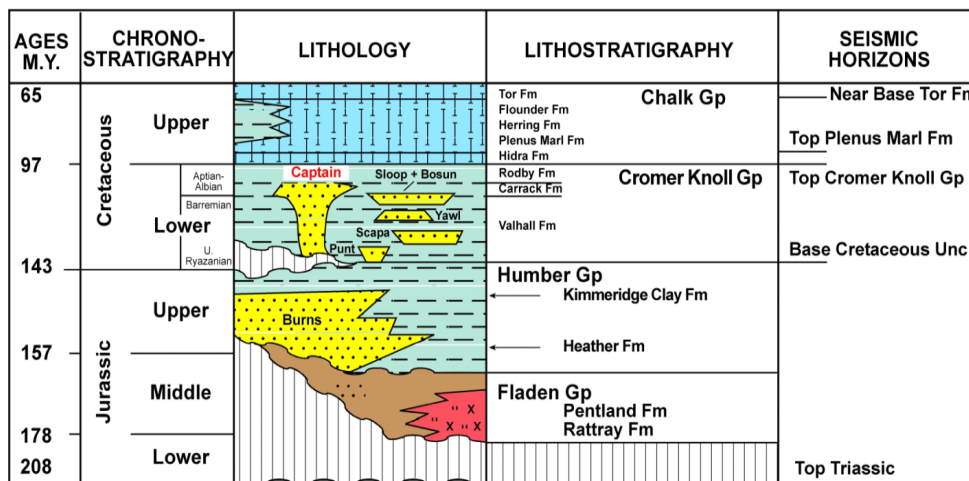 AGES
M.Y.
CHRONO-
STRATIGRAPHY
LITHOLOGY
LITHOSTRATIGRAPHY
SEISMIC
HORIZONS
65
97
143
157
178
208
Cretaceous
Jurassic
Upper
Lower
Aptian-
Albian
Barremian
U.
Ryazanian
Upper
Middle
Lower
Captain
Sloop + Bosun
Yawl
Scapa
Punt
Burns
Tor Fm
Flounder Fm
Herring Fm
Plenus Marl Fm
Hidra Fm
Chalk Gp
Rodby Fm
Carrack Fm
Valhall Fm
Cromer Knoll Gp
Humber Gp
Kimmeridge Clay Fm
Heather Fm
Fladen Gp
Pentland Fm
Rattray Fm
Near Base Tor Fm
Top Plenus Marl Fm
Top Cromer Knoll Gp
Base Cretaceous Unc
Top Triassic